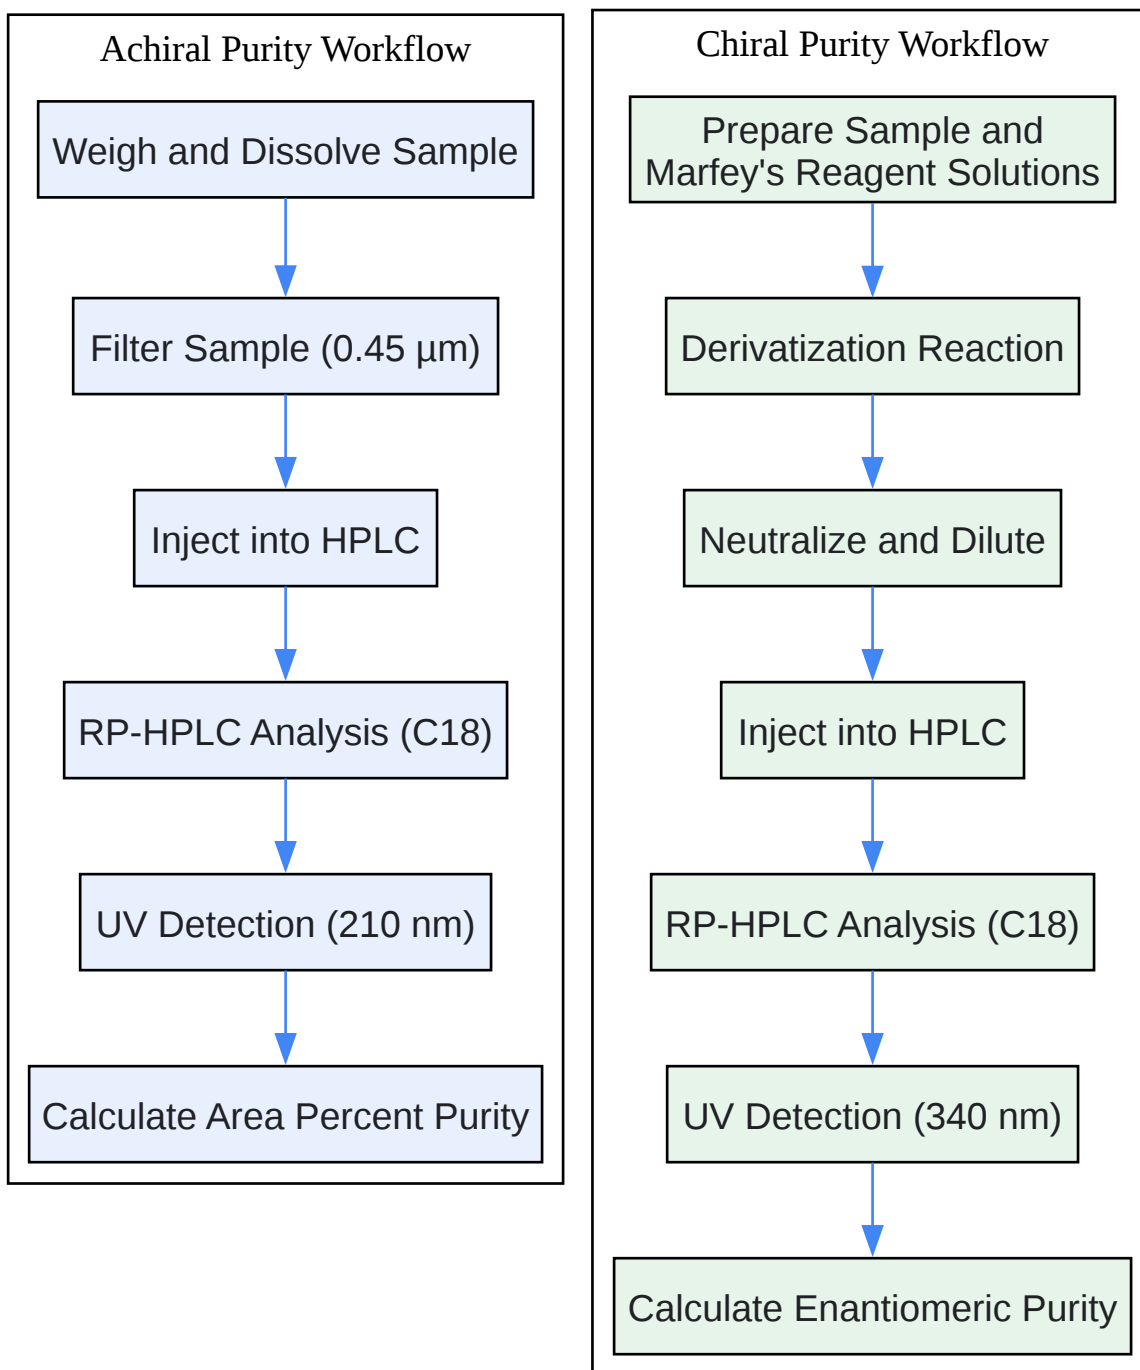 Achiral Purity Workflow
Weigh and Dissolve Sample
Filter Sample (0.45 µm)
Inject into HPLC
RP-HPLC Analysis (C18)
UV Detection (210 nm)
Calculate Area Percent Purity
Chiral Purity Workflow
Prepare Sample and
Marfey's Reagent Solutions
Derivatization Reaction
Neutralize and Dilute
Inject into HPLC
RP-HPLC Analysis (C18)
UV Detection (340 nm)
Calculate Enantiomeric Purity